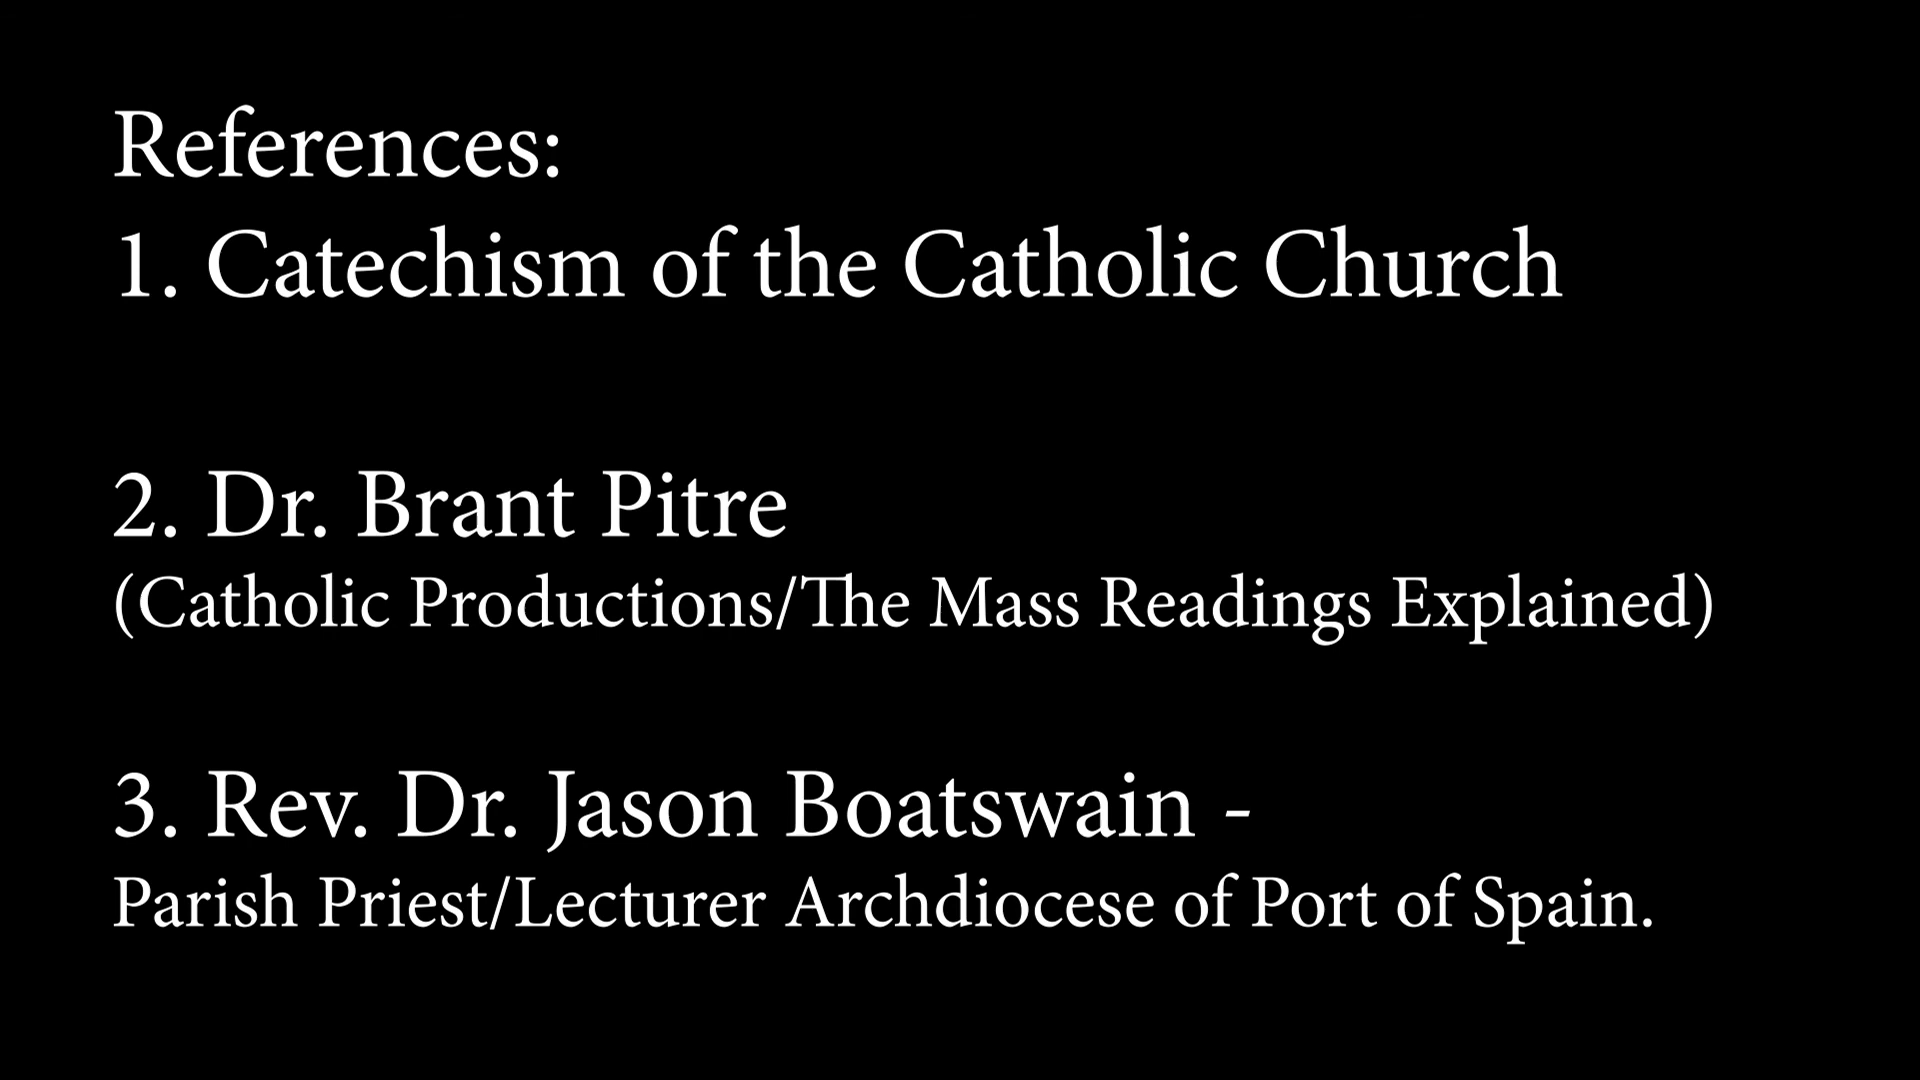 References:
1. Catechism of the Catholic Church
2. Dr. Brant Pitre
(Catholic Productions/The Mass Readings Explained)
3. Rev. Dr. Jason Boatswain -
Parish Priest/Lecturer Archdiocese of Port of Spain.